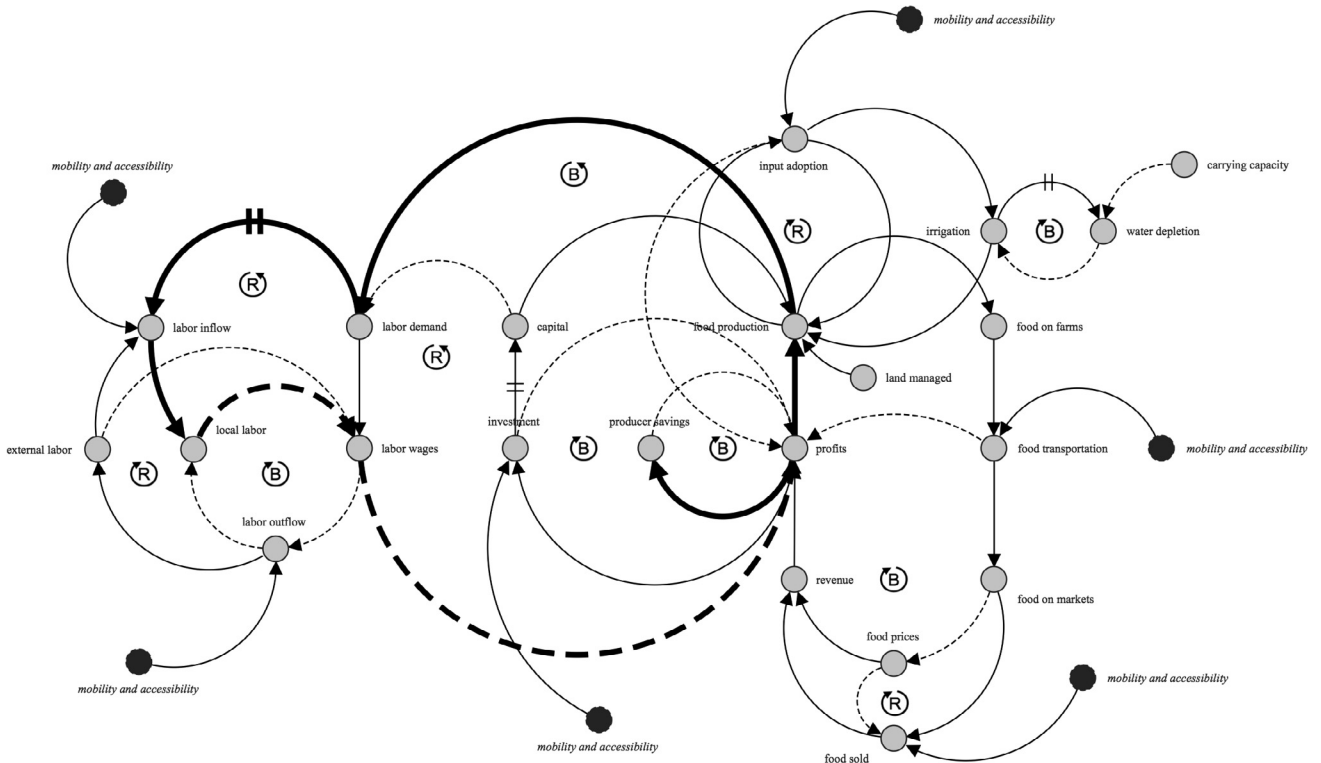 mobility and accessibility
B
input adoption
mobility and accessibility
carrying capacity
R
irrigation
B
water depletion
R
labor inflow
labor demand
capital
food production
food on farms
R
land managed
local labor
investment
producer savings
external labor
R
B
labor wages
B
B
profits
food transportation
mobility and accessibility
labor outflow
revenue
B
food on markets
food prices
mobility and accessibility
R
mobility and accessibility
mobility and accessibility
food sold